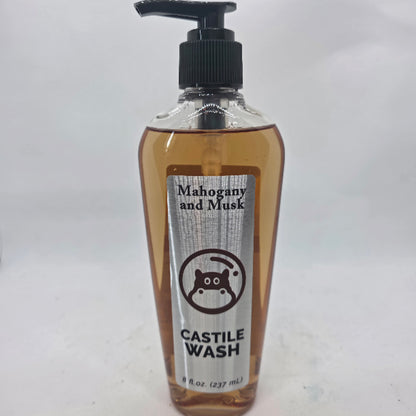 Mahogany
and Musk
CASTILE
WASH
8 fl.oz. (237 mL)